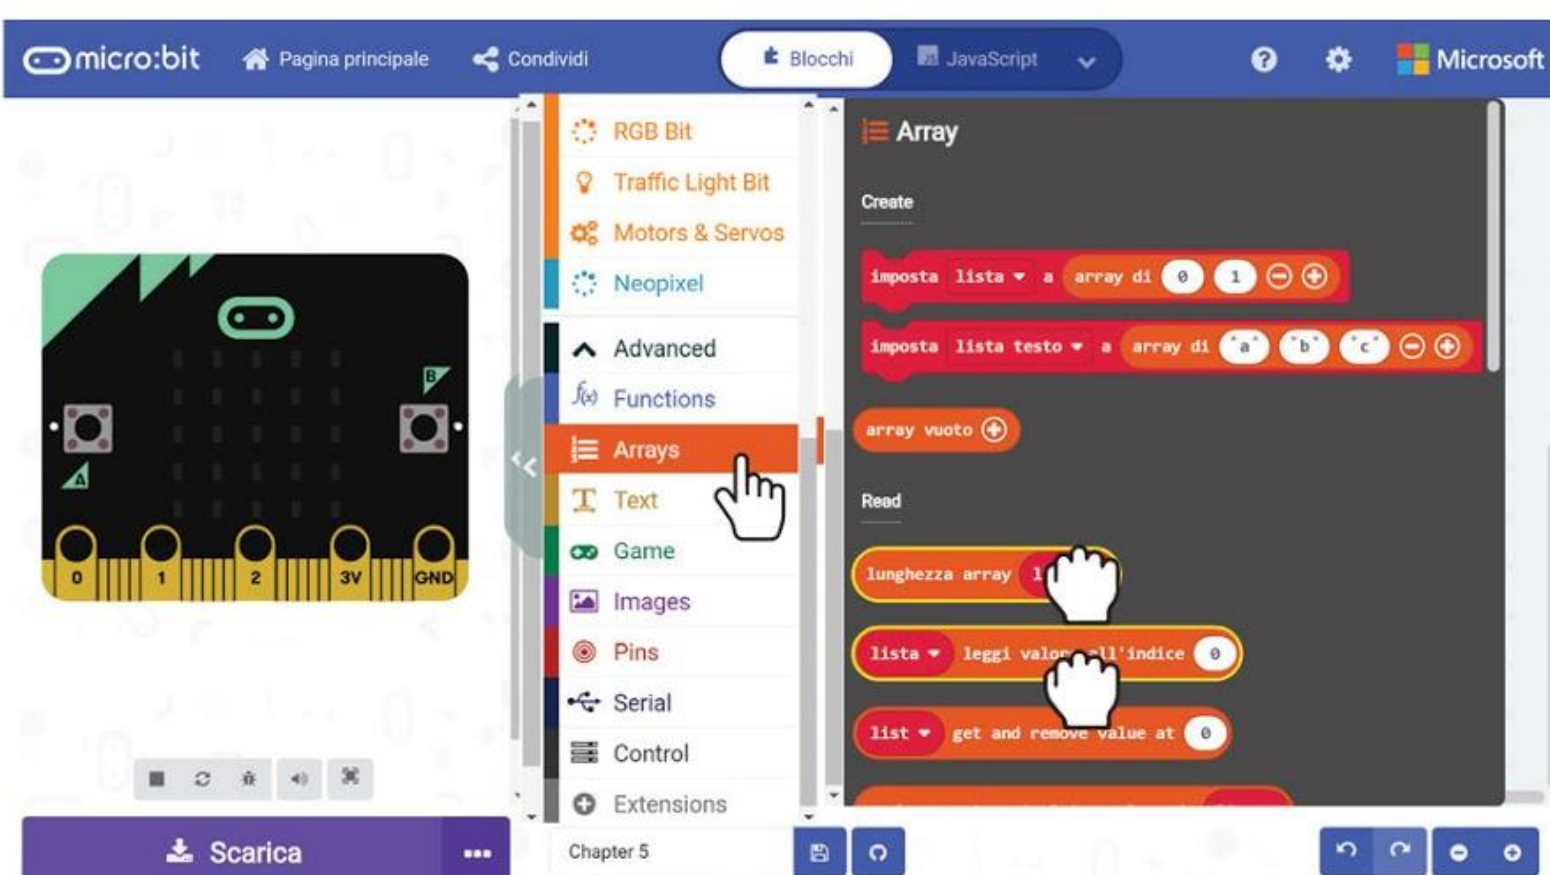 micro:bit Pagina principale Condividi Blocchi JavaScript ? Microsoft
RGB Bit
Traffic Light Bit
Motors & Servos
Neopixel
Advanced
f(x) Functions
Arrays
Text
Game
Images
Pins
Serial
Control
Extensions
Array
Create
imposta lista a array di 0 1
imposta lista testo a array di "a" "b" "c"
array vuoto
Read
lunghezza array
lista leggi valore all'indice 0
list get and remove value at 0
B
A
0 1 2 3V GND
Scarica ...
Chapter 5